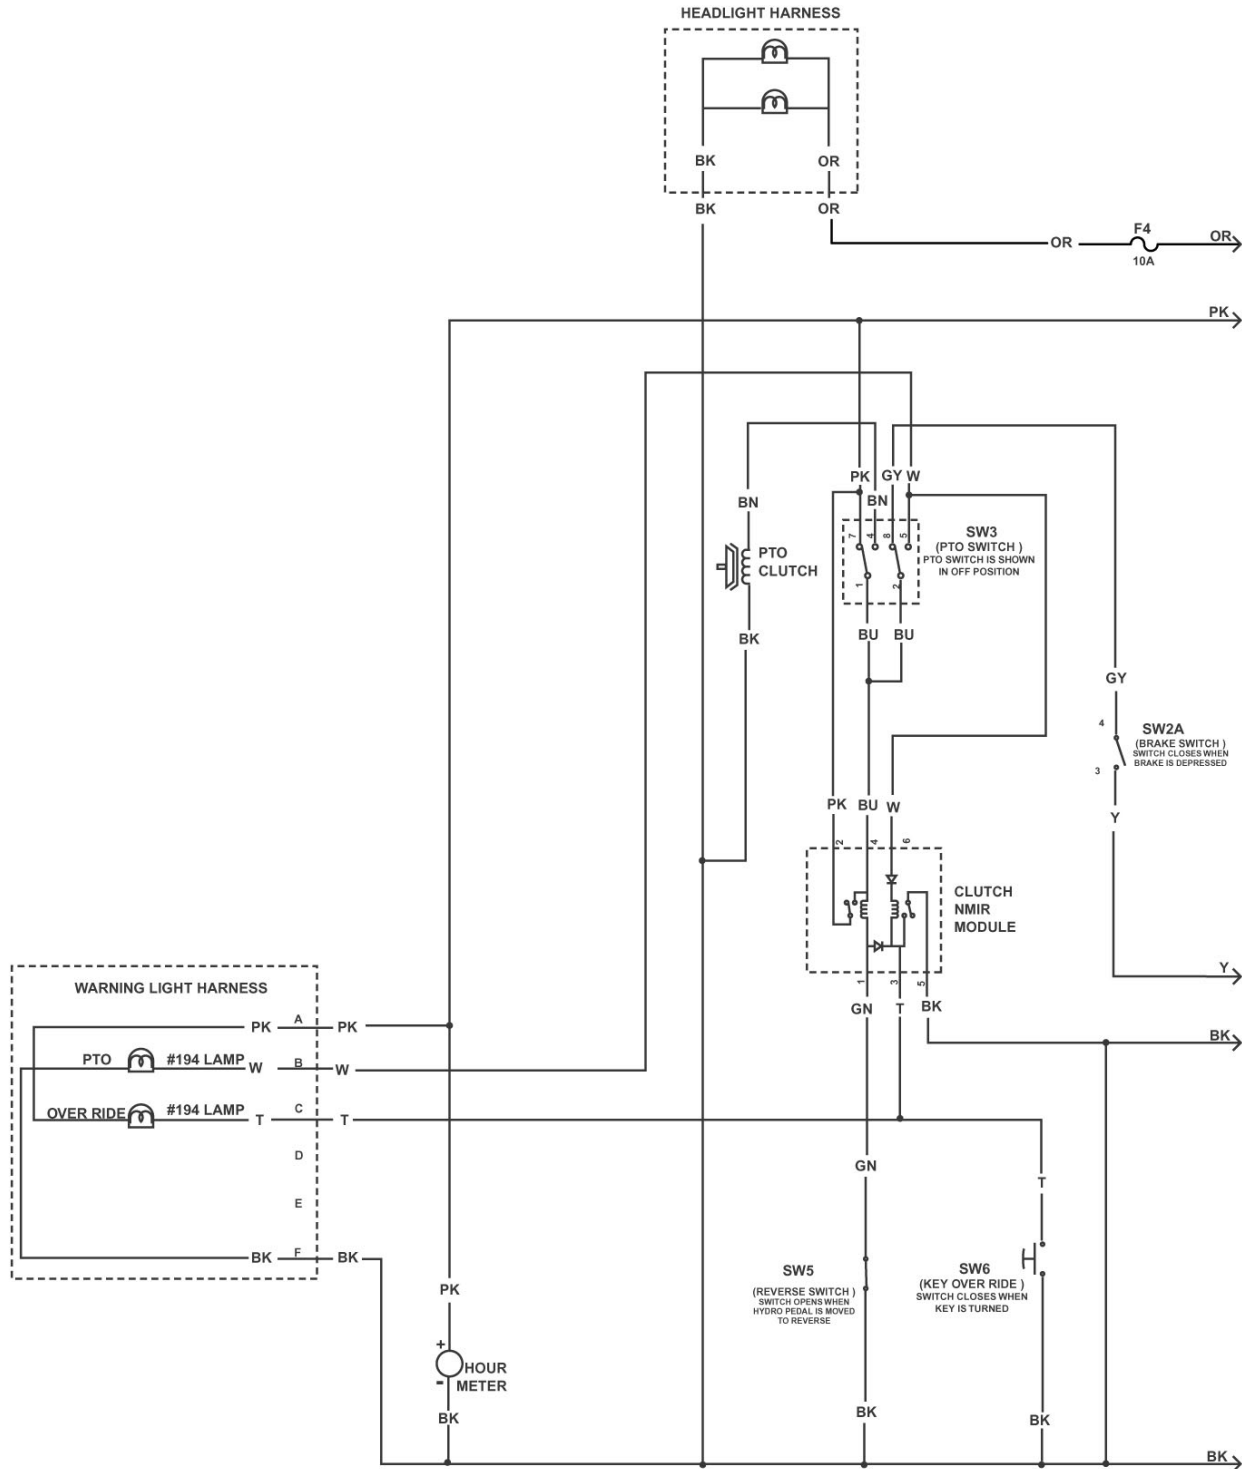 HEADLIGHT HARNESS
BK
OR
BK
OR
OR
F4
10A
OR
PK
PK
GY
W
BN
BN
7
4
8
5
SW3
(PTO SWITCH )
PTO SWITCH IS SHOWN
IN OFF POSITION
PTO
CLUTCH
1
2
BU
BU
BK
GY
4
SW2A
(BRAKE SWITCH )
SWITCH CLOSES WHEN
BRAKE IS DEPRESSED
3
Y
PK
BU
W
2
4
6
CLUTCH
NMIR
MODULE
Y
1
3
5
GN
T
BK
BK
WARNING LIGHT HARNESS
PK
A
PK
PTO
#194 LAMP
W
B
W
OVER RIDE
#194 LAMP
T
C
T
D
E
BK
F
BK
GN
T
SW5
(REVERSE SWITCH )
SWITCH OPENS WHEN
HYDRO PEDAL IS MOVED
TO REVERSE
SW6
(KEY OVER RIDE )
SWITCH CLOSES WHEN
KEY IS TURNED
PK
+
-
HOUR
METER
BK
BK
BK
BK